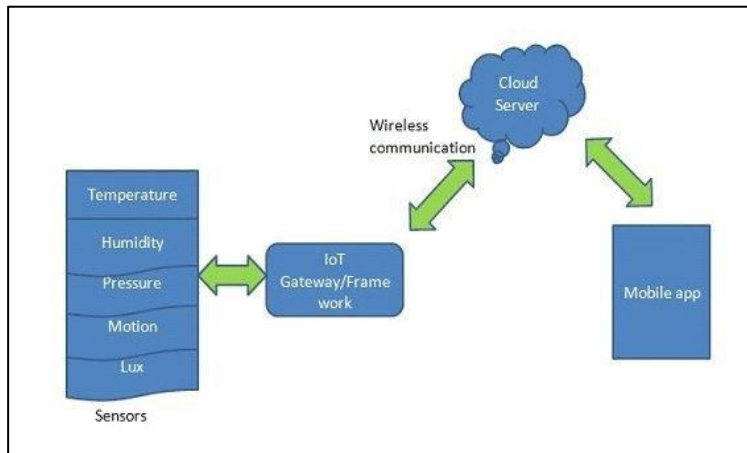 Cloud
Server
Wireless
communication
Temperature
Humidity
Pressure
Motion
Lux
Sensors
IoT
Gateway/Frame
work
Mobile app